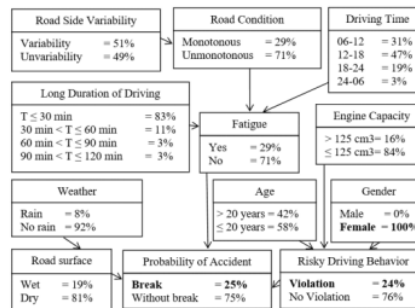 Road Side Variability
Variability = 51%
Unvariability = 49%
Road Condition
Monotonous = 29%
Unmonotonous = 71%
Driving Time
06-12 = 31%
12-18 = 47%
18-24 = 19%
24-06 = 3%
Long Duration of Driving
T ≤ 30 min = 83%
30 min < T ≤ 60 min = 11%
60 min < T ≤ 90 min = 3%
90 min < T ≤ 120 min = 3%
Fatigue
Yes = 29%
No = 71%
Engine Capacity
> 125 cm3= 16%
≤ 125 cm3= 84%
Weather
Rain = 8%
No rain = 92%
Age
> 20 years = 42%
≤ 20 years = 58%
Gender
Male = 0%
Female = 100%
Road surface
Wet = 19%
Dry = 81%
Probability of Accident
Break = 25%
Without break = 75%
Risky Driving Behavior
Violation = 24%
No Violation = 76%